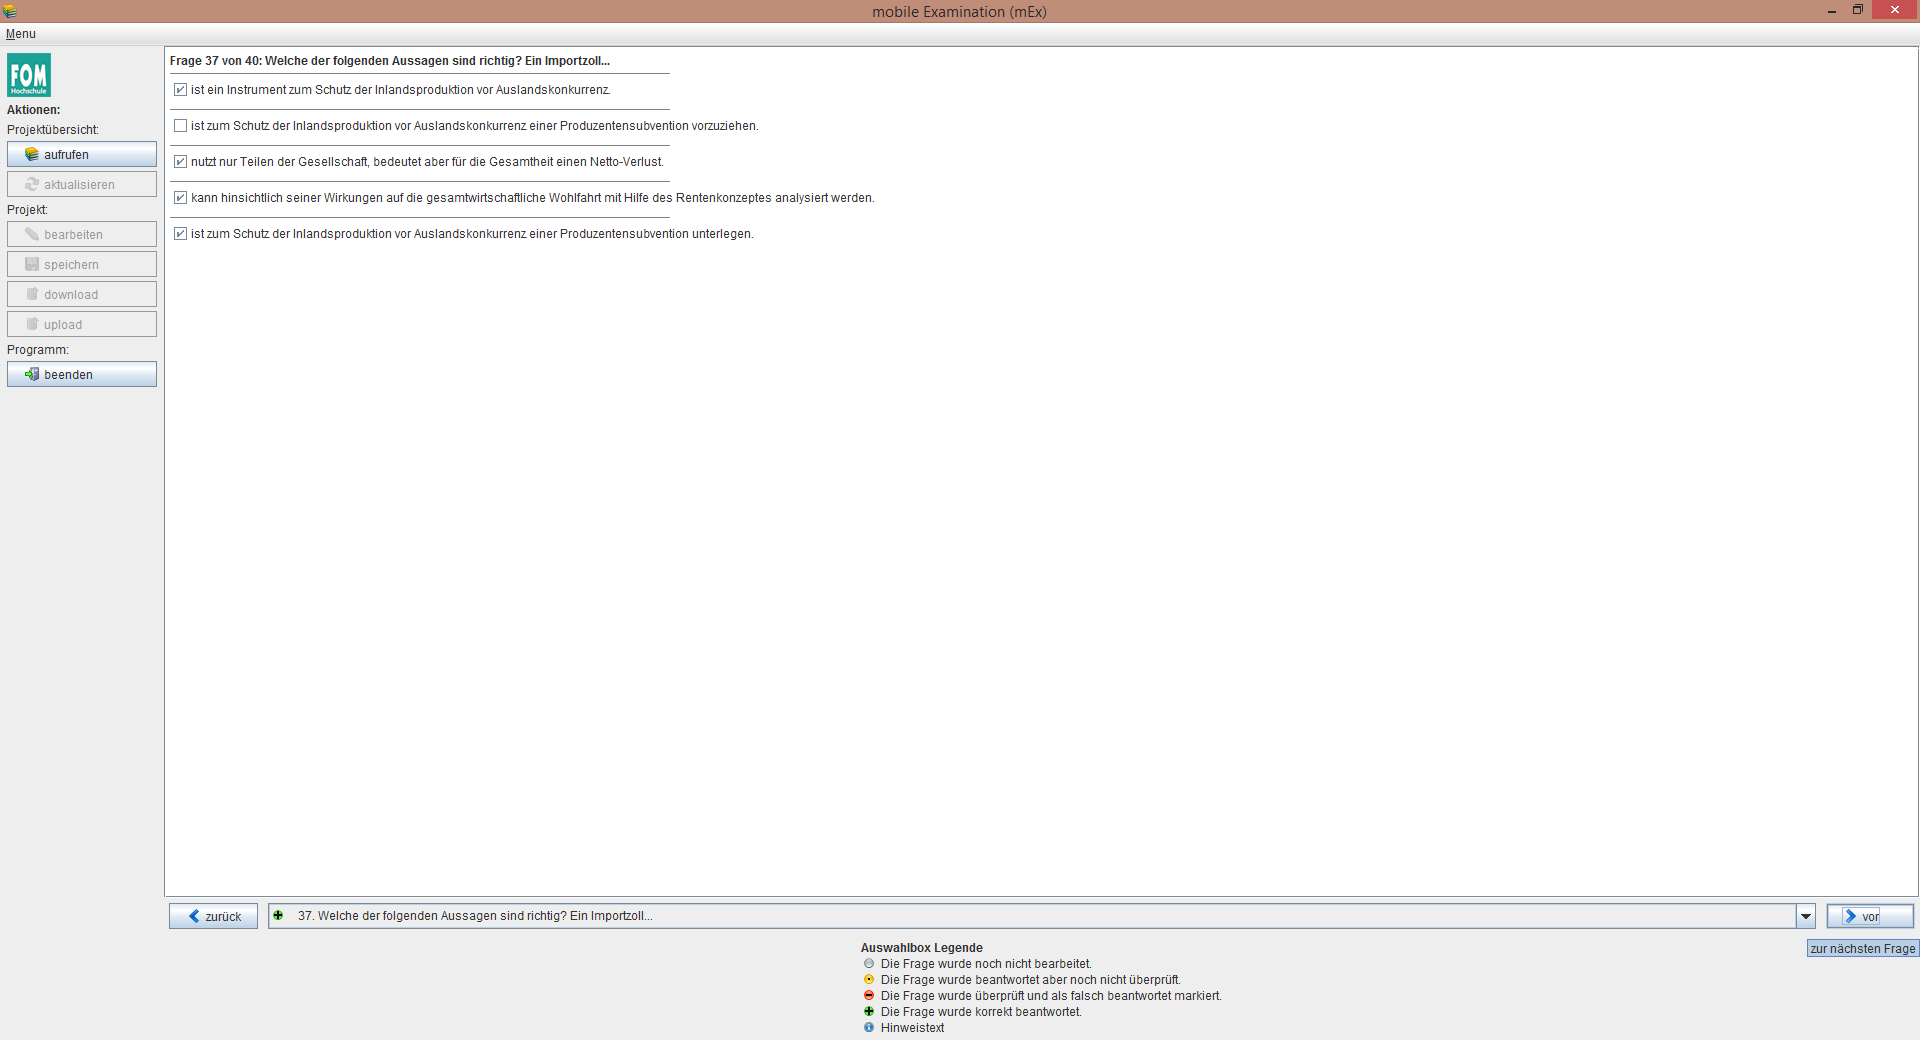 mobile Examination (mEx)
Menu
FOM
Hochschule
Aktionen:
Projektübersicht:
aufrufen
aktualisieren
Projekt:
bearbeiten
speichern
download
upload
Programm:
beenden
Frage 37 von 40: Welche der folgenden Aussagen sind richtig? Ein Importzoll...
ist ein Instrument zum Schutz der Inlandsproduktion vor Auslandskonkurrenz.
ist zum Schutz der Inlandsproduktion vor Auslandskonkurrenz einer Produzentensubvention vorzuziehen.
nutzt nur Teilen der Gesellschaft, bedeutet aber für die Gesamtheit einen Netto-Verlust.
kann hinsichtlich seiner Wirkungen auf die gesamtwirtschaftliche Wohlfahrt mit Hilfe des Rentenkonzeptes analysiert werden.
ist zum Schutz der Inlandsproduktion vor Auslandskonkurrenz einer Produzentensubvention unterlegen.
zurück
37. Welche der folgenden Aussagen sind richtig? Ein Importzoll...
vor
zur nächsten Frage
Auswahlbox Legende
Die Frage wurde noch nicht bearbeitet.
Die Frage wurde beantwortet aber noch nicht überprüft.
Die Frage wurde überprüft und als falsch beantwortet markiert.
Die Frage wurde korrekt beantwortet.
Hinweistext